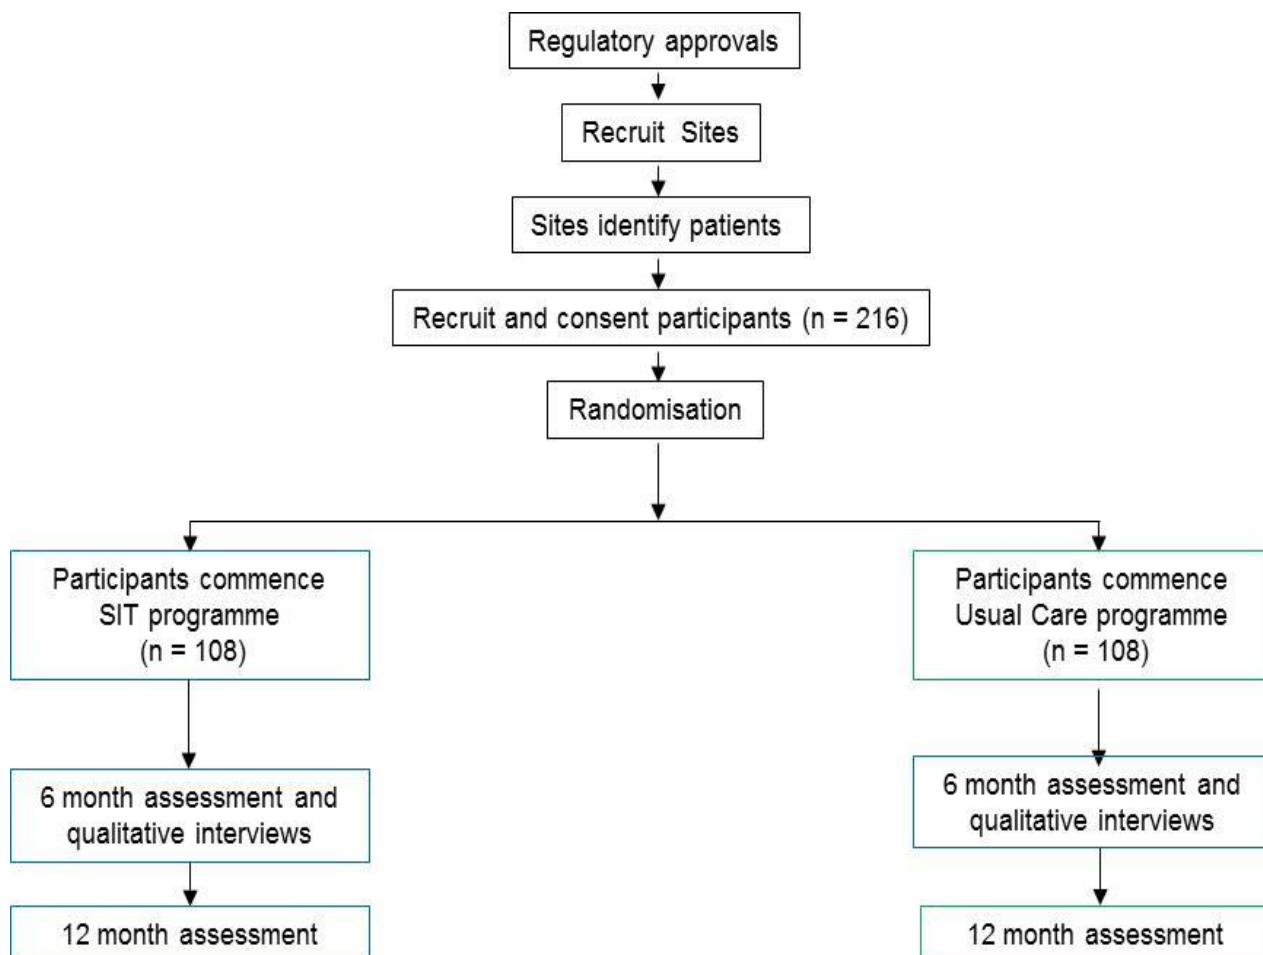 Regulatory approvals
Recruit Sites
Sites identify patients
Recruit and consent participants (n = 216)
Randomisation
Participants commence
SIT programme
(n = 108)
Participants commence
Usual Care programme
(n = 108)
6 month assessment and
qualitative interviews
6 month assessment and
qualitative interviews
12 month assessment
12 month assessment